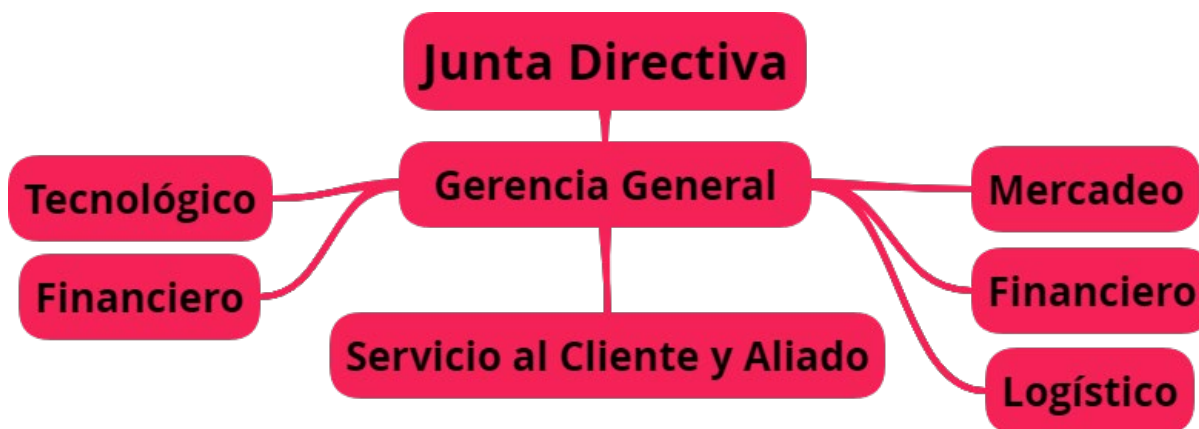 Junta Directiva
Gerencia General
Tecnológico
Financiero
Mercadeo
Financiero
Logístico
Servicio al Cliente y Aliado